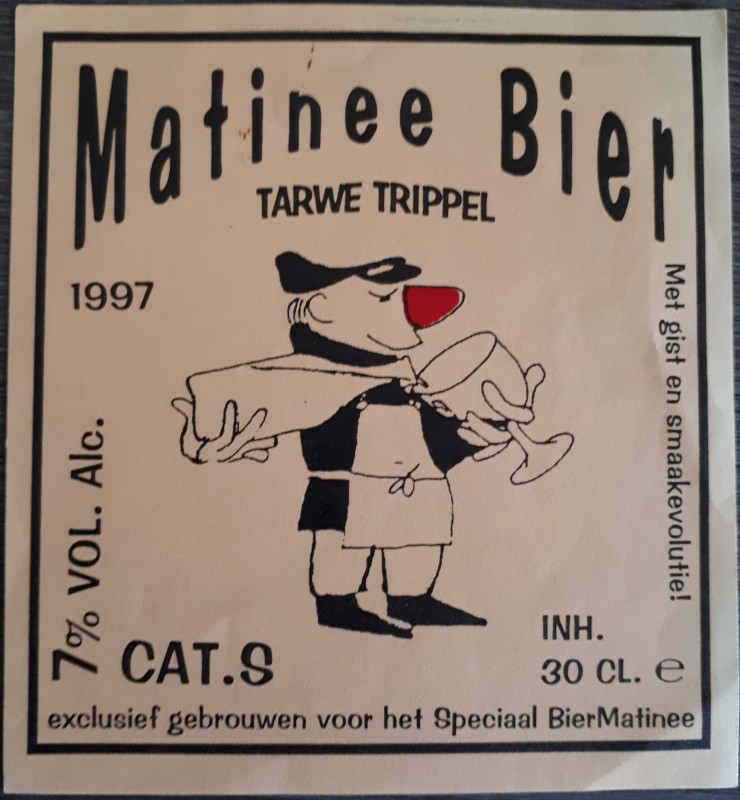 Matinee Bier
TARWE TRIPPEL
1997
Met gist en smaakevolutie!
7% VOL. Alc.
CAT.S
INH.
30 CL. ℮
exclusief gebrouwen voor het Speciaal BierMatinee